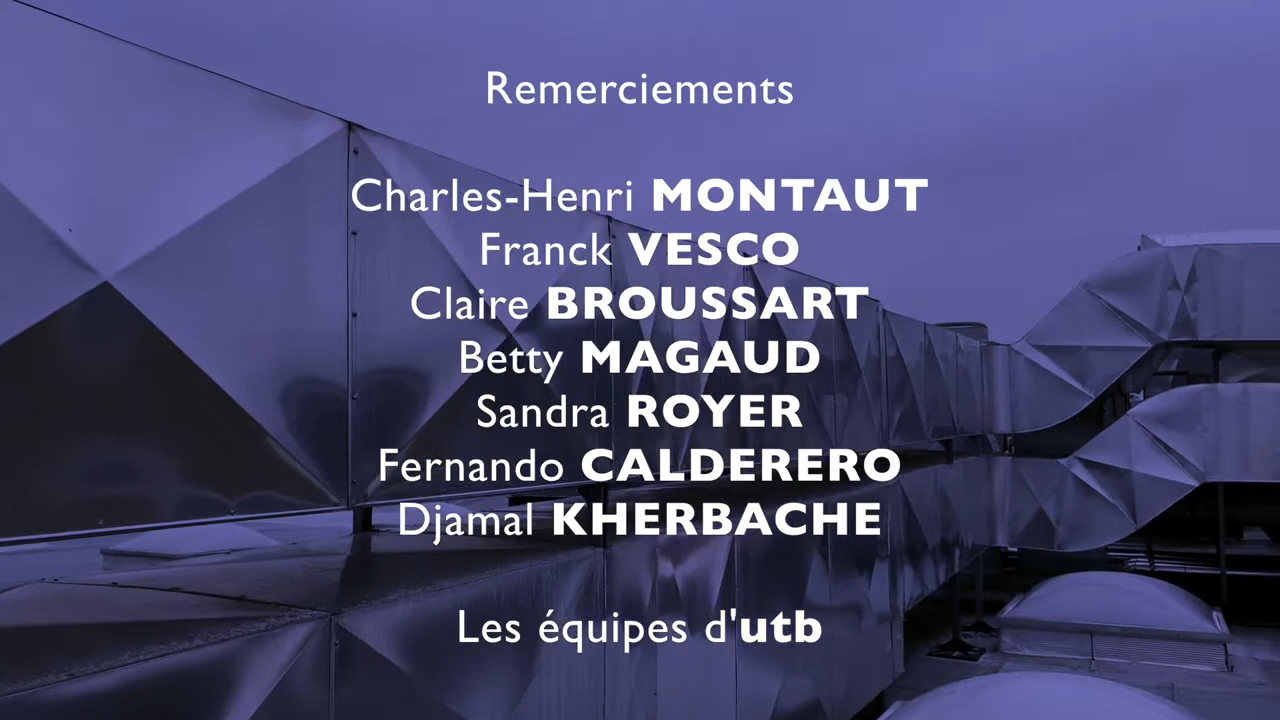 Remerciements
Charles-Henri MONTAUT
Franck VESCO
Claire BROUSSART
Betty MAGAUD
Sandra ROYER
Fernando CALDERERO
Djamal KHERBACHE
Les équipes d'utb